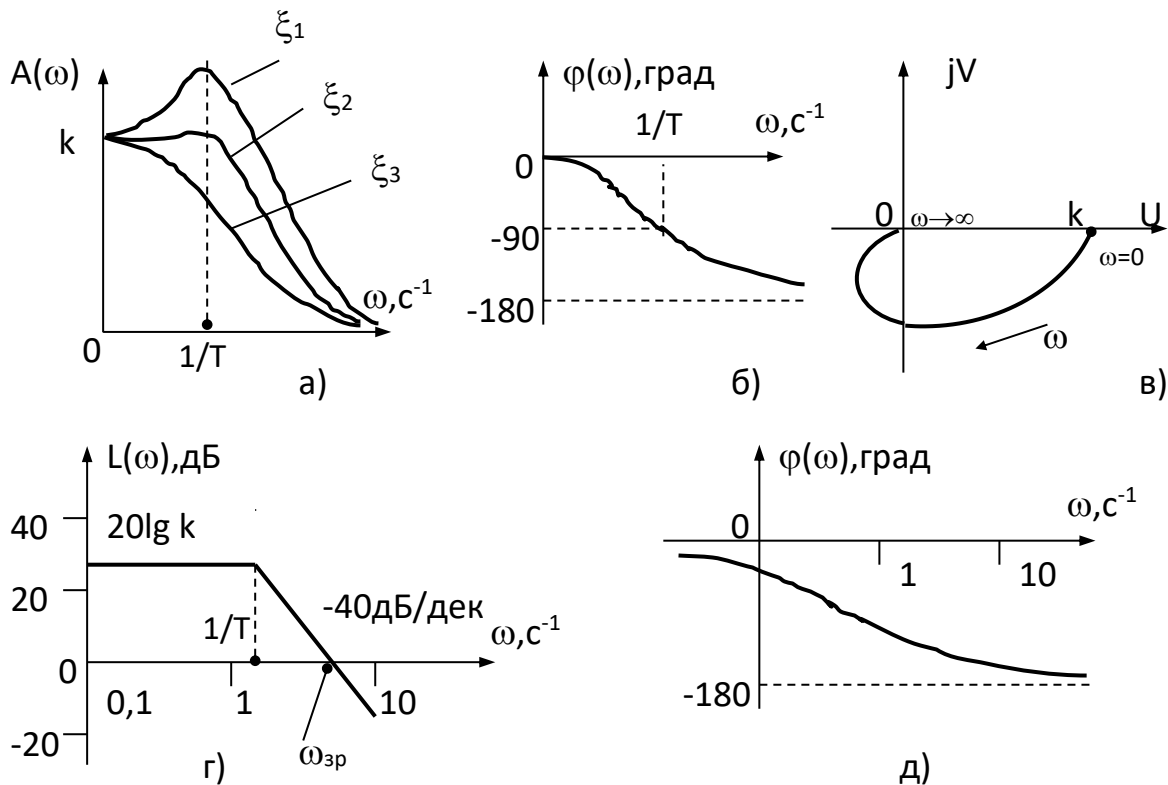 A(ω)
ξ1
ξ2
ξ3
k
ω,с-1
0
1/T
а)
φ(ω),град
1/T
ω,с-1
0
-90
-180
б)
jV
0
ω→∞
k
U
ω=0
ω
в)
L(ω),дБ
40
20lg k
20
-40дБ/дек
1/T
ω,с-1
0
0,1
1
10
-20
ωзр
г)
φ(ω),град
0
ω,с-1
1
10
-180
д)